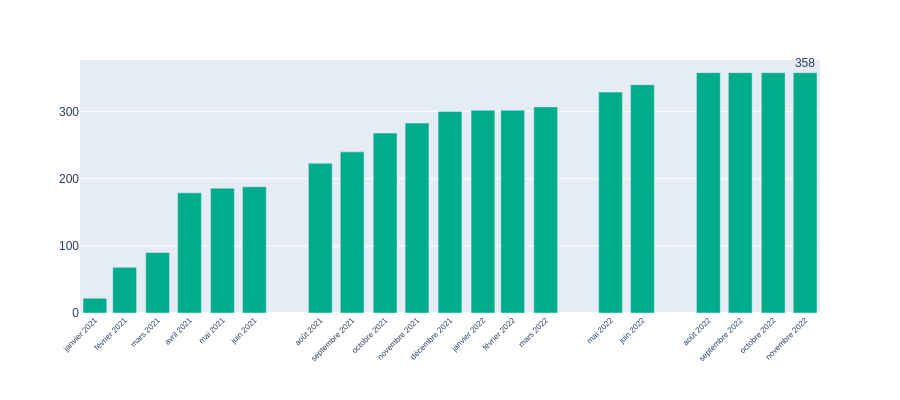 358
300
200
100
0
janvier 2021
février 2021
mars 2021
avril 2021
mai 2021
juin 2021
août 2021
septembre 2021
octobre 2021
novembre 2021
décembre 2021
janvier 2022
février 2022
mars 2022
mai 2022
juin 2022
août 2022
septembre 2022
octobre 2022
novembre 2022